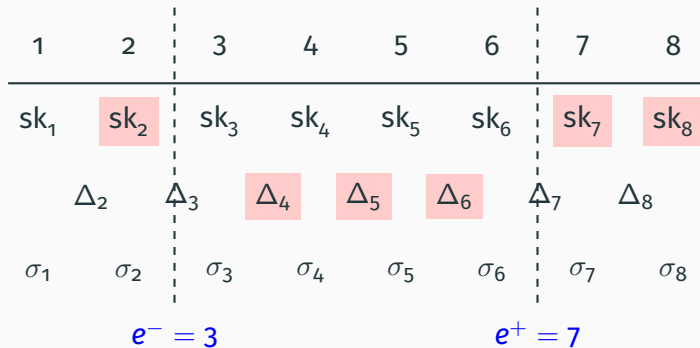 1 2 3 4 5 6 7 8
sk₁ sk₂ sk₃ sk₄ sk₅ sk₆ sk₇ sk₈
Δ₂ Δ₃ Δ₄ Δ₅ Δ₆ Δ₇ Δ₈
σ₁ σ₂ σ₃ σ₄ σ₅ σ₆ σ₇ σ₈
e⁻ = 3 e⁺ = 7